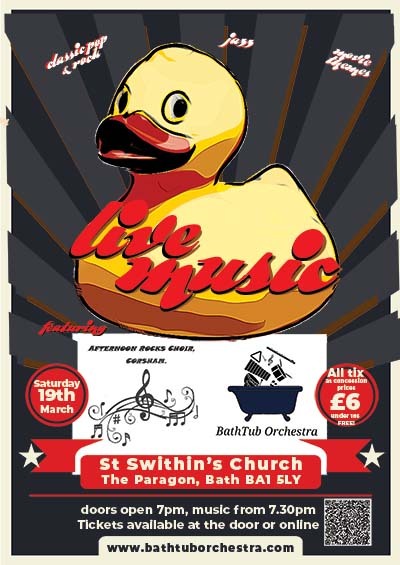 classic pop
& rock
jazz
movie
themes
live
music
featuring
Afternoon Rocks Choir,
Corsham.
Saturday
19th
March
BathTub Orchestra
All tix
at concession
prices
£6
under 16s
FREE!
St Swithin's Church
The Paragon, Bath BA1 5LY
doors open 7pm, music from 7.30pm
Tickets available at the door or online
www.bathtuborchestra.com